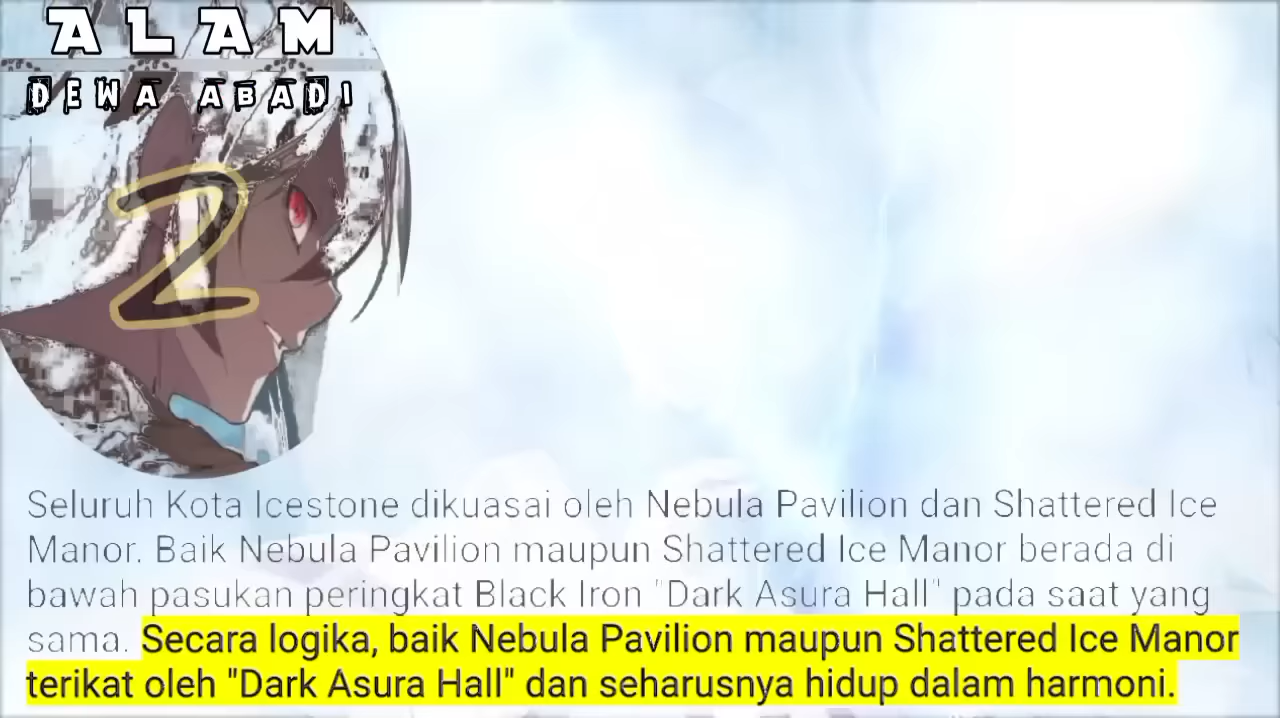 ALAM
DEWA ABADI
2
Seluruh Kota Icestone dikuasai oleh Nebula Pavilion dan Shattered Ice
Manor. Baik Nebula Pavilion maupun Shattered Ice Manor berada di
bawah pasukan peringkat Black Iron "Dark Asura Hall" pada saat yang
sama. Secara logika, baik Nebula Pavilion maupun Shattered Ice Manor
terikat oleh "Dark Asura Hall" dan seharusnya hidup dalam harmoni.